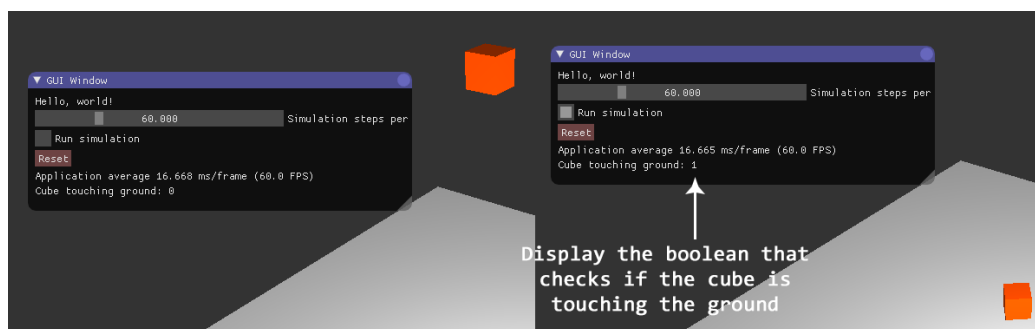 GUI Window
Hello, world!
60.000 Simulation steps per
Run simulation
Reset
Application average 16.668 ms/frame (60.0 FPS)
Cube touching ground: 0
GUI Window
Hello, world!
60.000 Simulation steps per
Run simulation
Reset
Application average 16.665 ms/frame (60.0 FPS)
Cube touching ground: 1
Display the boolean that
checks if the cube is
touching the ground